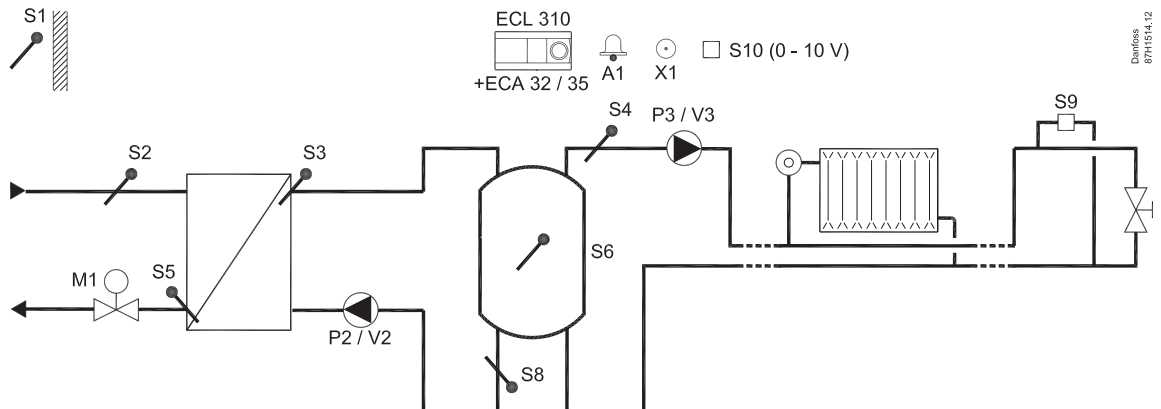 S1
ECL 310
+ECA 32 / 35
A1
X1
S10 (0 - 10 V)
Danfoss
87H1514.12
S2
S3
S4
P3 / V3
S9
S6
M1
S5
P2 / V2
S8